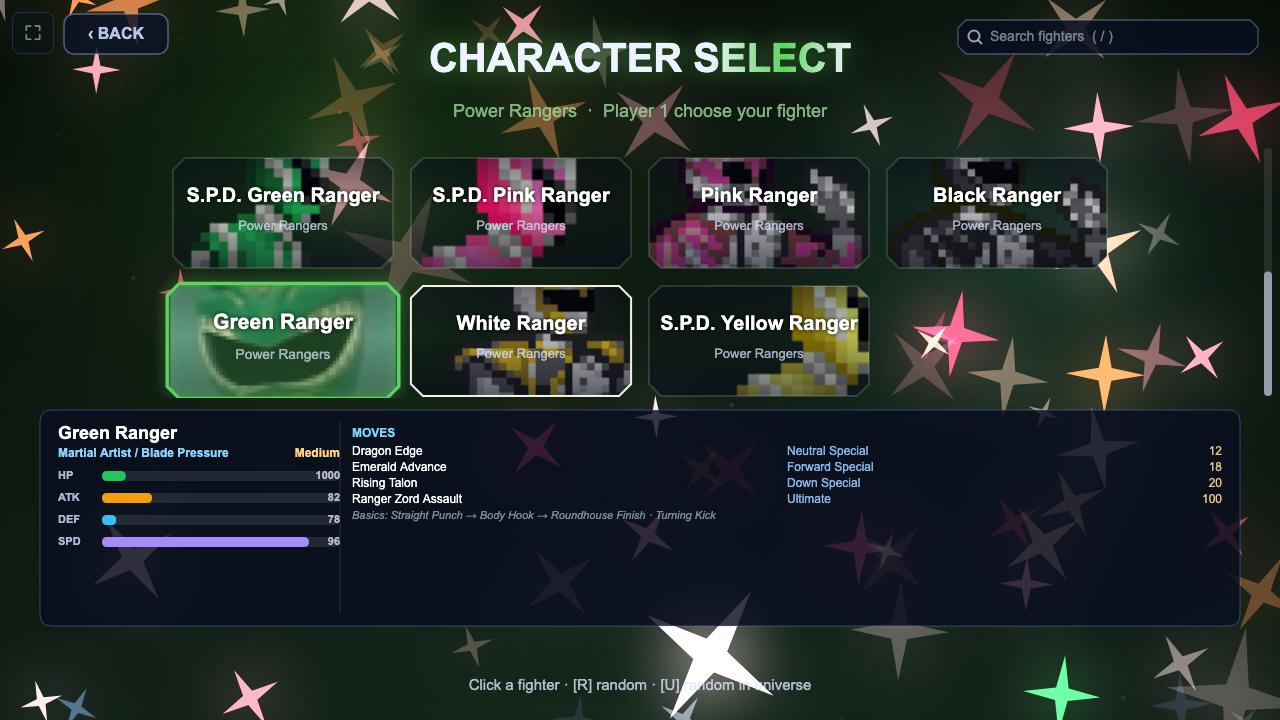 ‹ BACK
CHARACTER SELECT
Search fighters ( / )
Power Rangers · Player 1 choose your fighter
S.P.D. Green Ranger
Power Rangers
S.P.D. Pink Ranger
Power Rangers
Pink Ranger
Power Rangers
Black Ranger
Power Rangers
Green Ranger
Power Rangers
White Ranger
Power Rangers
S.P.D. Yellow Ranger
Power Rangers
Green Ranger
Martial Artist / Blade Pressure Medium
HP 1000
ATK 82
DEF 78
SPD 96
MOVES
Dragon Edge Neutral Special 12
Emerald Advance Forward Special 18
Rising Talon Down Special 20
Ranger Zord Assault Ultimate 100
Basics: Straight Punch → Body Hook → Roundhouse Finish · Turning Kick
Click a fighter · [R] random · [U] random in universe